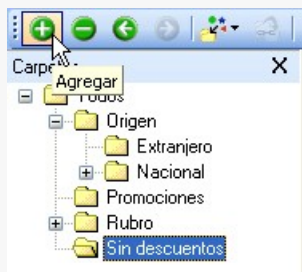 Carpe
Agregar
Todos
Origen
Extranjero
Nacional
Promociones
Rubro
Sin descuentos